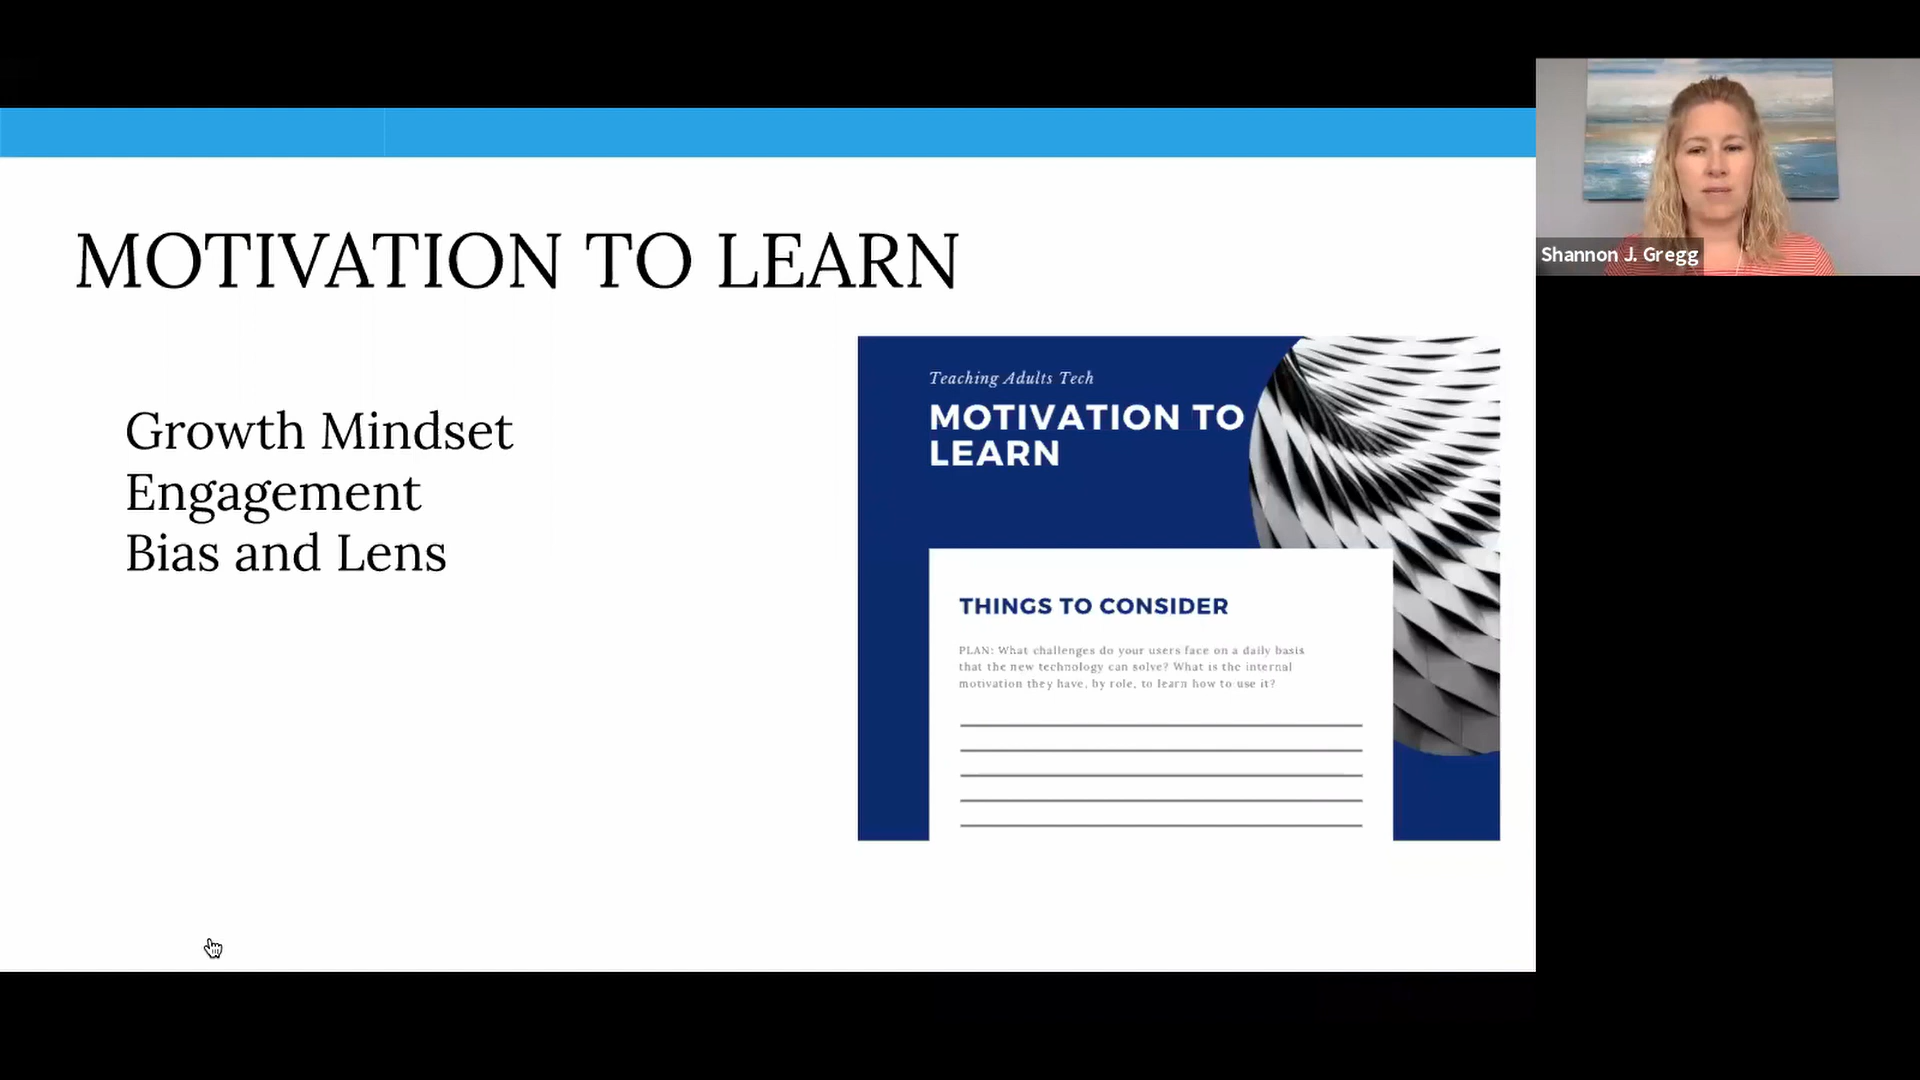 MOTIVATION TO LEARN
Growth Mindset
Engagement
Bias and Lens
Teaching Adults Tech
MOTIVATION TO
LEARN
THINGS TO CONSIDER
PLAN: What challenges do your users face on a daily basis
that the new technology can solve? What is the internal
motivation they have, by role, to learn how to use it?
Shannon J. Gregg